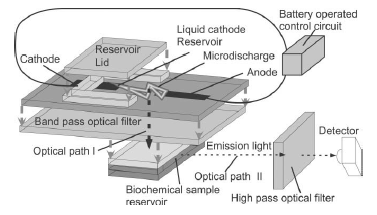 Battery operated
control circuit
Liquid cathode
Reservoir
Reservoir
Lid
Microdischarge
Cathode
Anode
Band pass optical filter
Detector
Optical path I
Emission light
Optical path II
Biochemical sample
reservoir
High pass optical filter